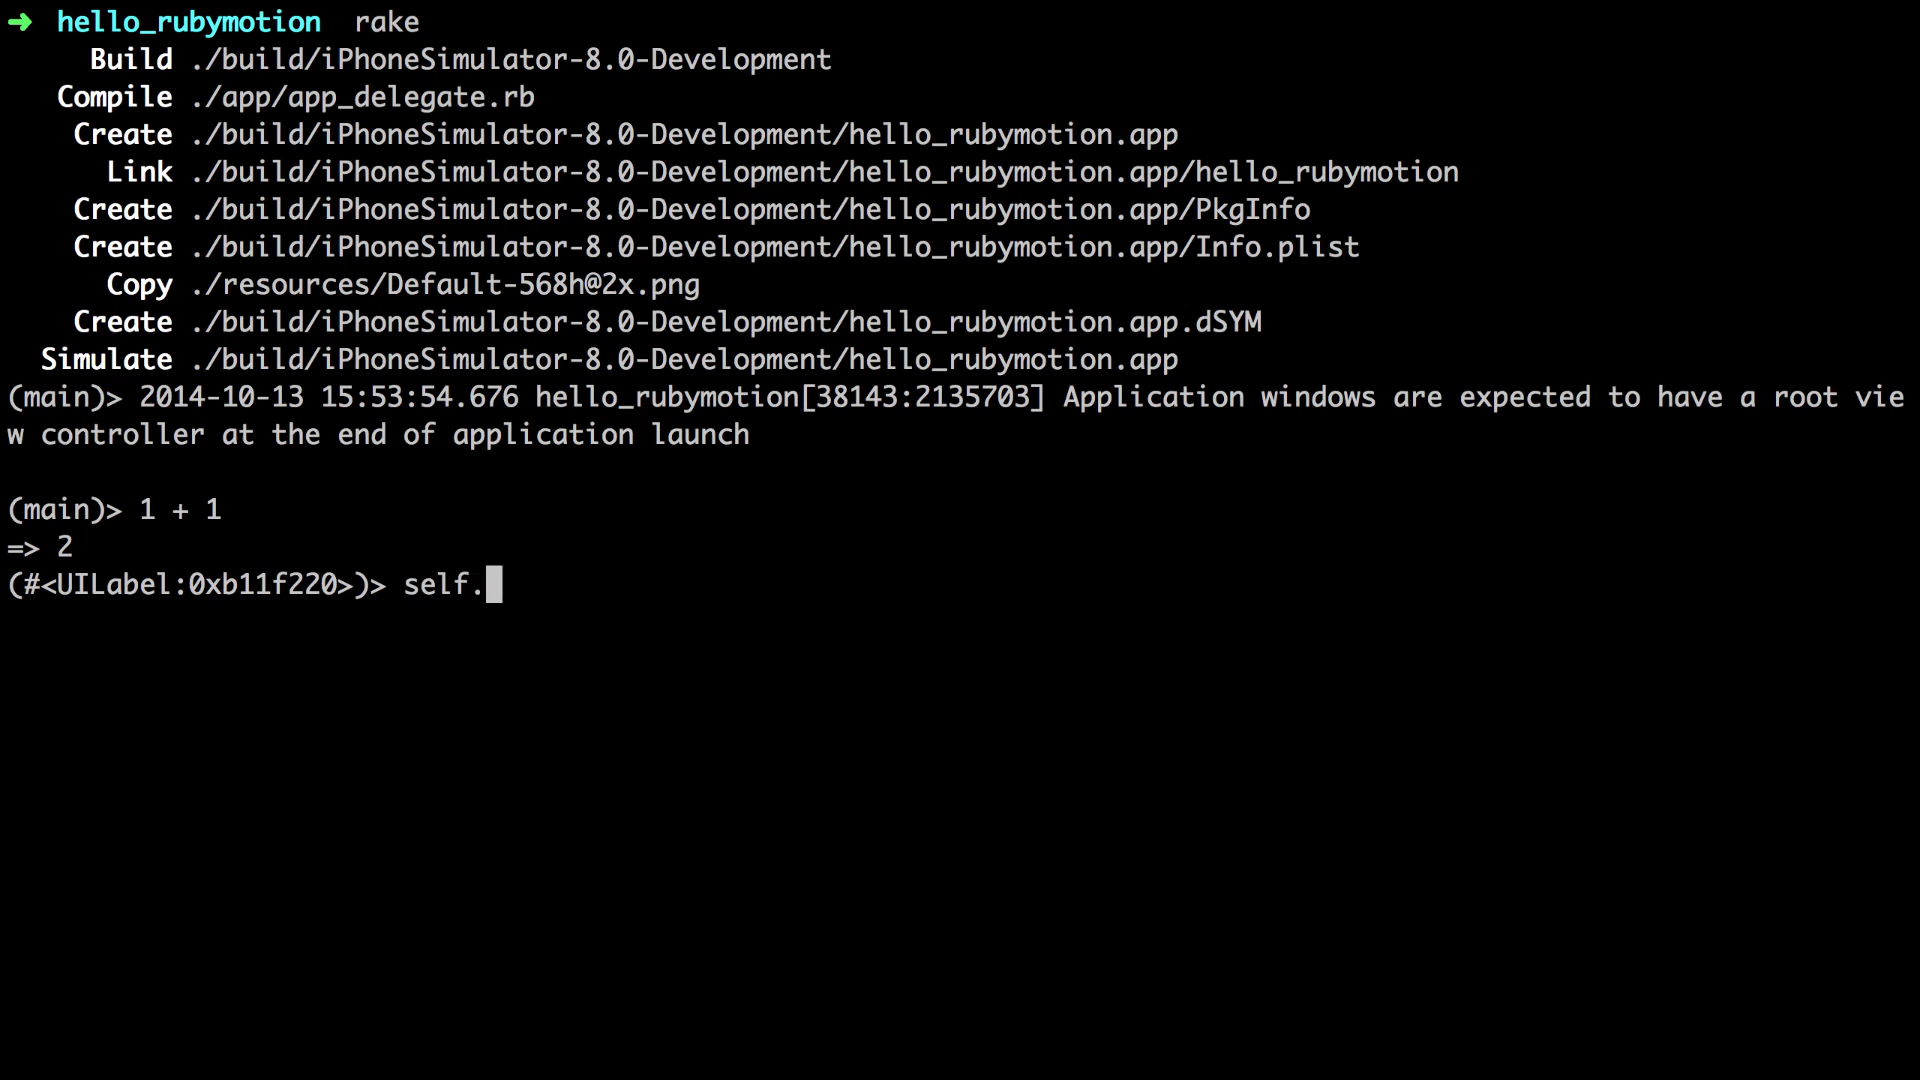 ➜ hello_rubymotion rake
Build ./build/iPhoneSimulator-8.0-Development
Compile ./app/app_delegate.rb
Create ./build/iPhoneSimulator-8.0-Development/hello_rubymotion.app
Link ./build/iPhoneSimulator-8.0-Development/hello_rubymotion.app/hello_rubymotion
Create ./build/iPhoneSimulator-8.0-Development/hello_rubymotion.app/PkgInfo
Create ./build/iPhoneSimulator-8.0-Development/hello_rubymotion.app/Info.plist
Copy ./resources/Default-568h@2x.png
Create ./build/iPhoneSimulator-8.0-Development/hello_rubymotion.app.dSYM
Simulate ./build/iPhoneSimulator-8.0-Development/hello_rubymotion.app
(main)> 2014-10-13 15:53:54.676 hello_rubymotion[38143:2135703] Application windows are expected to have a root vie
w controller at the end of application launch
(main)> 1 + 1
=> 2
(#<UILabel:0xb11f220>)> self.